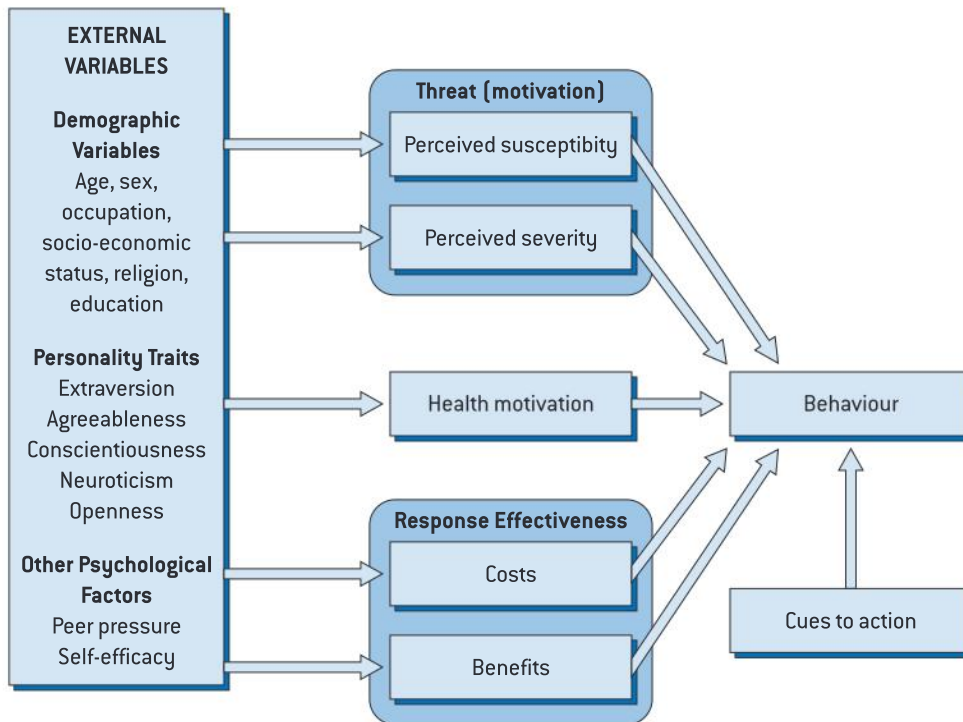 EXTERNAL
VARIABLES
Demographic
Variables
Age, sex,
occupation,
socio-economic
status, religion,
education
Personality Traits
Extraversion
Agreeableness
Conscientiousness
Neuroticism
Openness
Other Psychological
Factors
Peer pressure
Self-efficacy
Threat (motivation)
Perceived susceptibity
Perceived severity
Health motivation
Response Effectiveness
Costs
Benefits
Behaviour
Cues to action